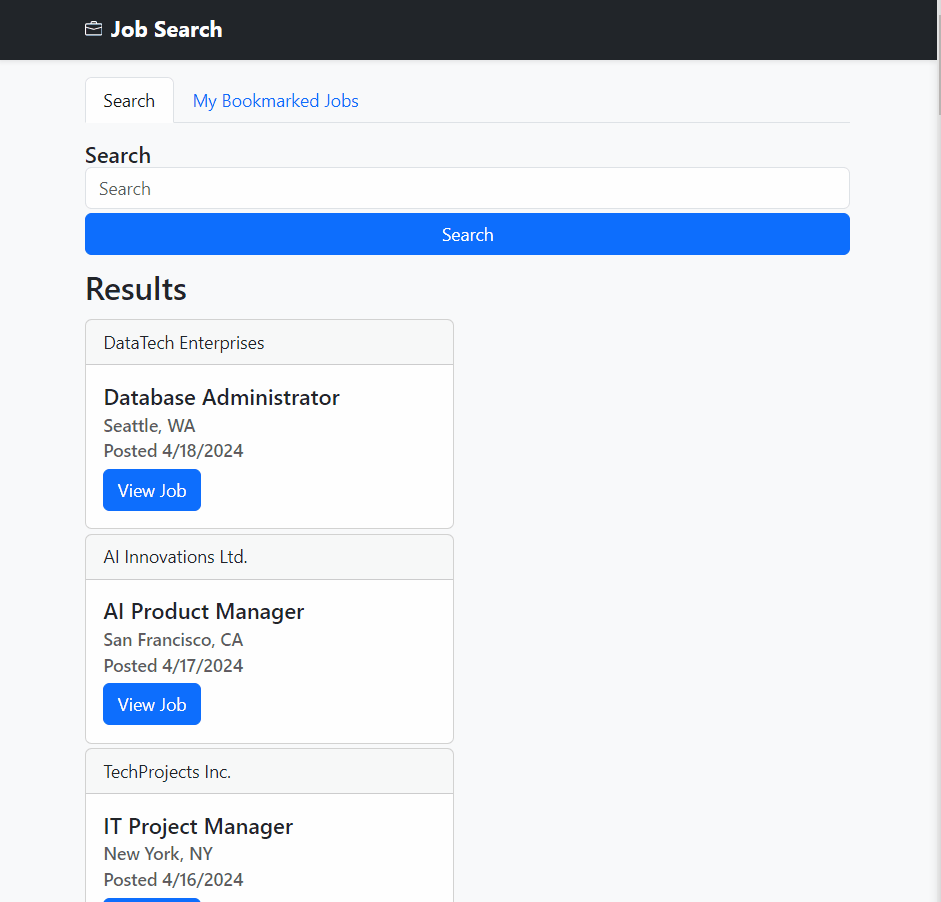 Job Search
Search
My Bookmarked Jobs
Search
Search
Search
Results
DataTech Enterprises
Database Administrator
Seattle, WA
Posted 4/18/2024
View Job
AI Innovations Ltd.
AI Product Manager
San Francisco, CA
Posted 4/17/2024
View Job
TechProjects Inc.
IT Project Manager
New York, NY
Posted 4/16/2024